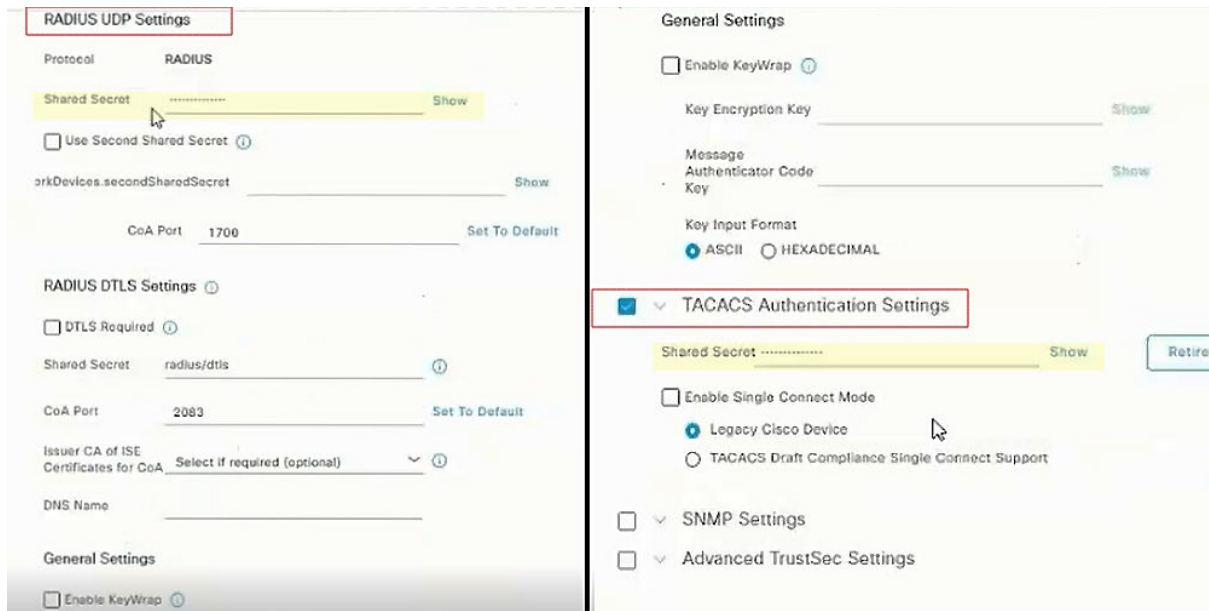 RADIUS UDP Settings
Protocol RADIUS
Shared Secret ------------- Show
Use Second Shared Secret
orkDevices.secondSharedSecret Show
CoA Port 1700 Set To Default
RADIUS DTLS Settings
DTLS Required
Shared Secret radius/dtls
CoA Port 2083 Set To Default
Issuer CA of ISE
Certificates for CoA Select if required (optional)
DNS Name
General Settings
Enable KeyWrap
General Settings
Enable KeyWrap
Key Encryption Key Show
Message
Authenticator Code Show
Key
Key Input Format
ASCII HEXADECIMAL
TACACS Authentication Settings
Shared Secret ------------- Show Retire
Enable Single Connect Mode
Legacy Cisco Device
TACACS Draft Compliance Single Connect Support
SNMP Settings
Advanced TrustSec Settings